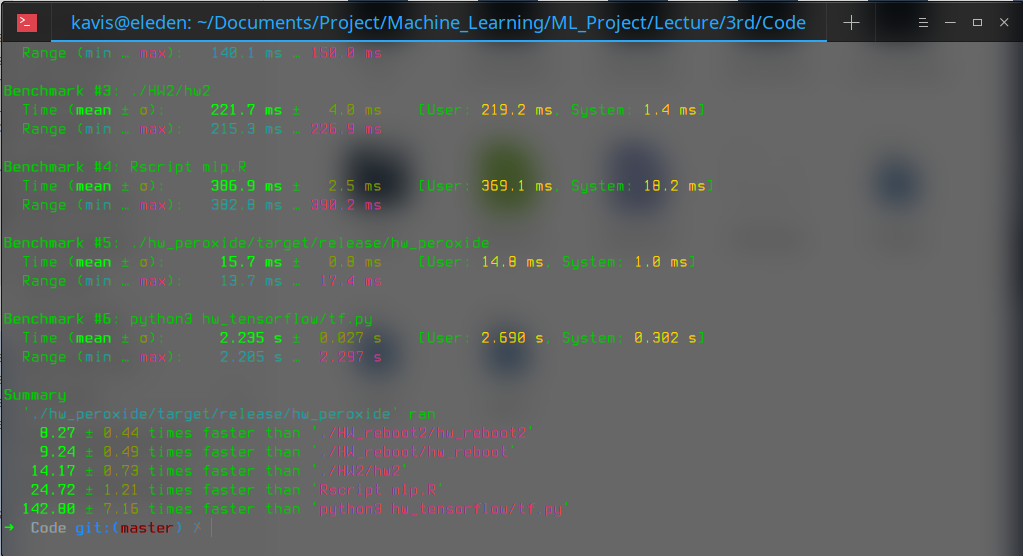 kavis@eleden: ~/Documents/Project/Machine_Learning/ML_Project/Lecture/3rd/Code
Range (min … max): 140.1 ms … 150.0 ms
Benchmark #3: ./HW2/hw2
Time (mean ± σ): 221.7 ms ± 4.0 ms [User: 219.2 ms, System: 1.4 ms]
Range (min … max): 215.3 ms … 226.9 ms
Benchmark #4: Rscript mlp.R
Time (mean ± σ): 386.9 ms ± 2.5 ms [User: 369.1 ms, System: 18.2 ms]
Range (min … max): 382.8 ms … 390.2 ms
Benchmark #5: ./hw_peroxide/target/release/hw_peroxide
Time (mean ± σ): 15.7 ms ± 0.8 ms [User: 14.8 ms, System: 1.0 ms]
Range (min … max): 13.7 ms … 17.4 ms
Benchmark #6: python3 hw_tensorflow/tf.py
Time (mean ± σ): 2.235 s ± 0.027 s [User: 2.690 s, System: 0.302 s]
Range (min … max): 2.205 s … 2.297 s
Summary
'./hw_peroxide/target/release/hw_peroxide' ran
8.27 ± 0.44 times faster than './HW_reboot2/hw_reboot2'
9.24 ± 0.49 times faster than './HW_reboot/hw_reboot'
14.17 ± 0.73 times faster than './HW2/hw2'
24.72 ± 1.21 times faster than 'Rscript mlp.R'
142.80 ± 7.16 times faster than 'python3 hw_tensorflow/tf.py'
➜ Code git:(master) ✗